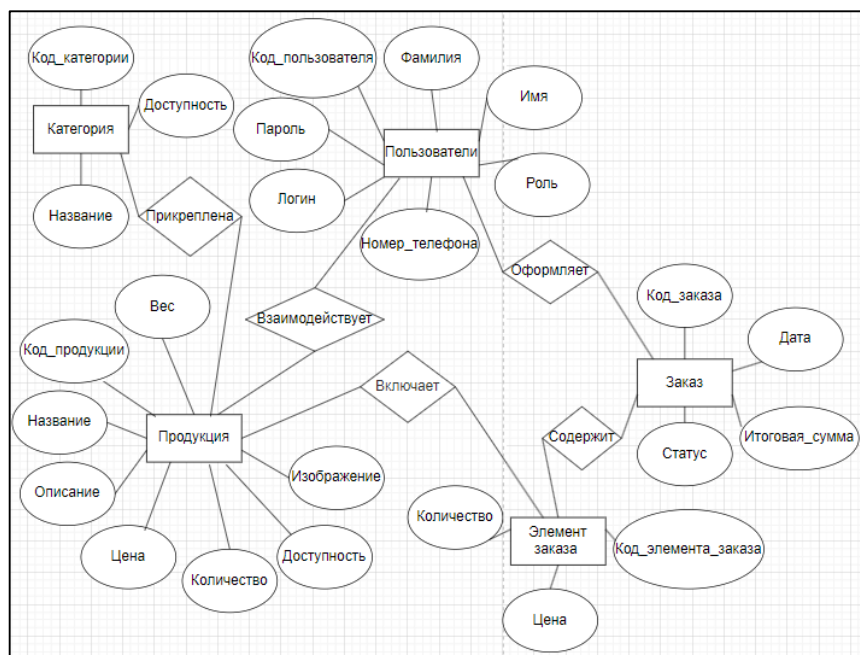 Код_категории
Код_пользователя
Фамилия
Имя
Доступность
Категория
Пароль
Пользователи
Роль
Логин
Название
Прикреплена
Номер_телефона
Оформляет
Код_заказа
Вес
Взаимодействует
Дата
Код_продукции
Включает
Заказ
Название
Продукция
Содержит
Статус
Итоговая_сумма
Изображение
Описание
Количество
Элемент
заказа
Код_элемента_заказа
Цена
Количество
Доступность
Цена